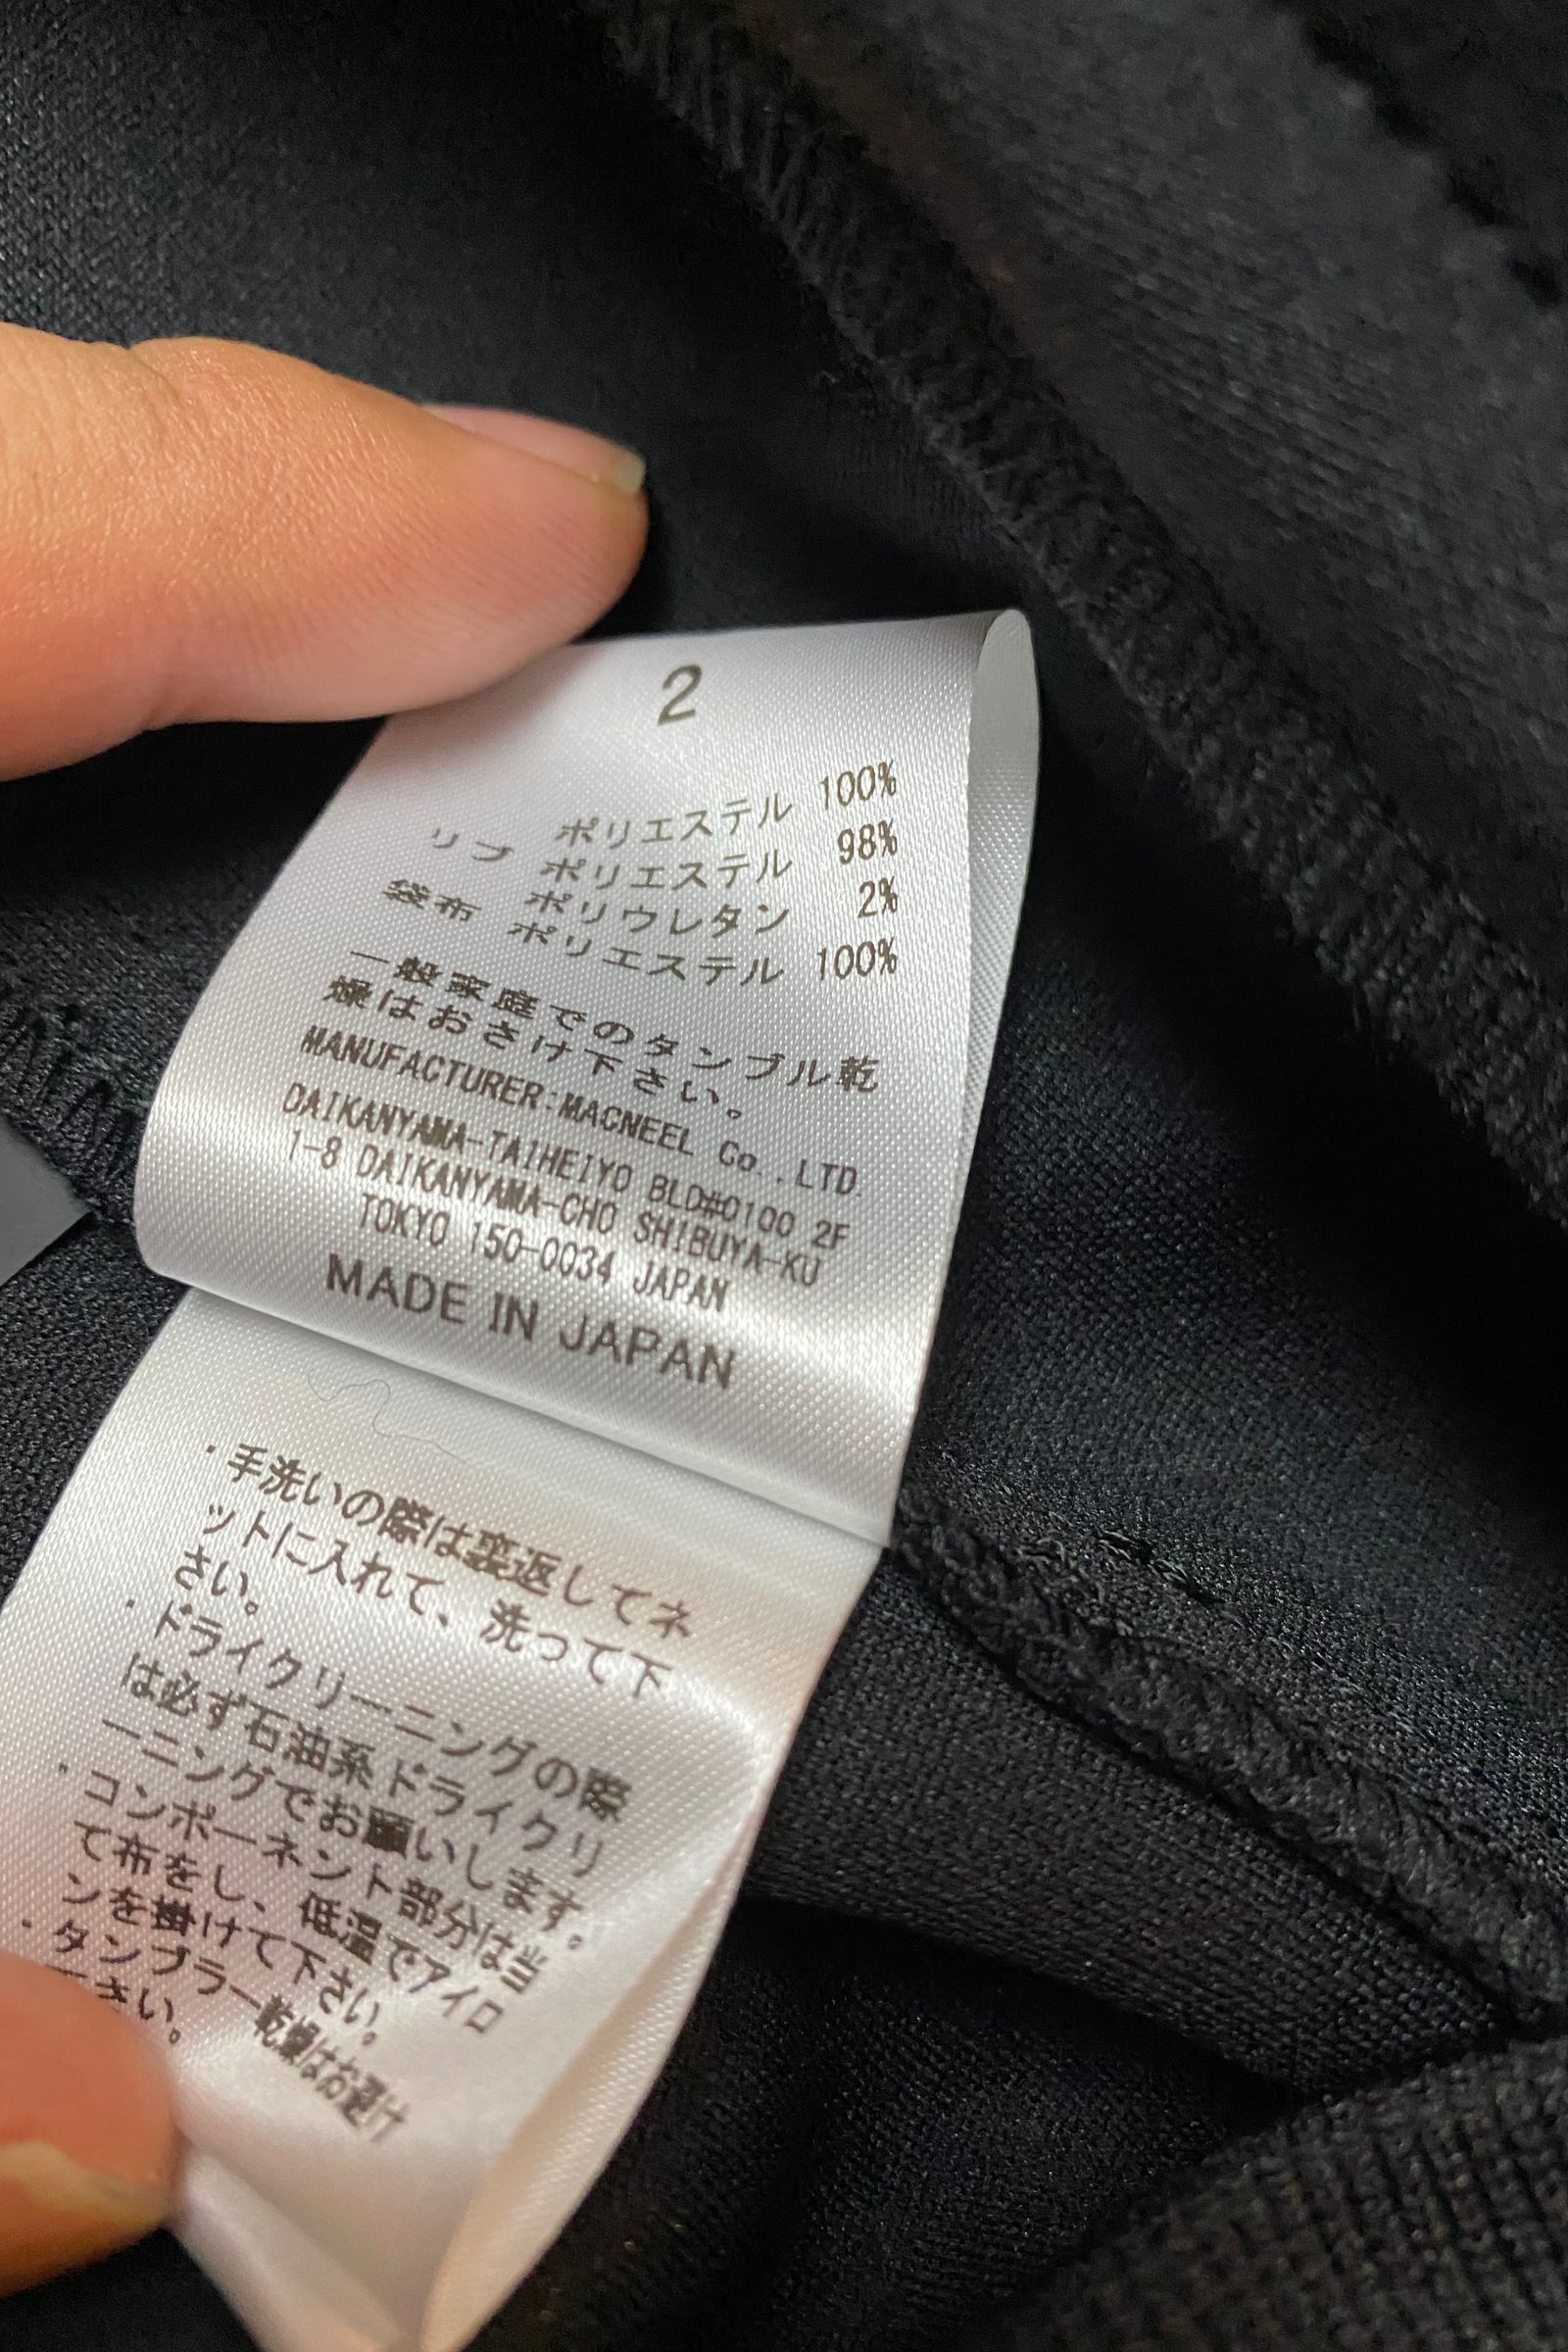 2
ポリエステル 100%
リブ ポリエステル 98%
ポリウレタン 2%
袋布 ポリエステル 100%
一般家庭でのタンブル乾
燥はおさけ下さい。
MANUFACTURER:MACNEEL Co.,LTD.
DAIKANYAMA-TAIHEIYO BLD#0100 2F
1-8 DAIKANYAMA-CHO SHIBUYA-KU
TOKYO 150-0034 JAPAN
MADE IN JAPAN
・手洗いの際は裏返してネ
ットに入れて、洗って下
さい。
・ドライクリーニングの際
は必ず石油系ドライクリ
ーニングでお願いします。
・コンポーネント部分は当
て布をし、低温でアイロ
ンを掛けて下さい。
・タンブラー乾燥はお避け
下さい。